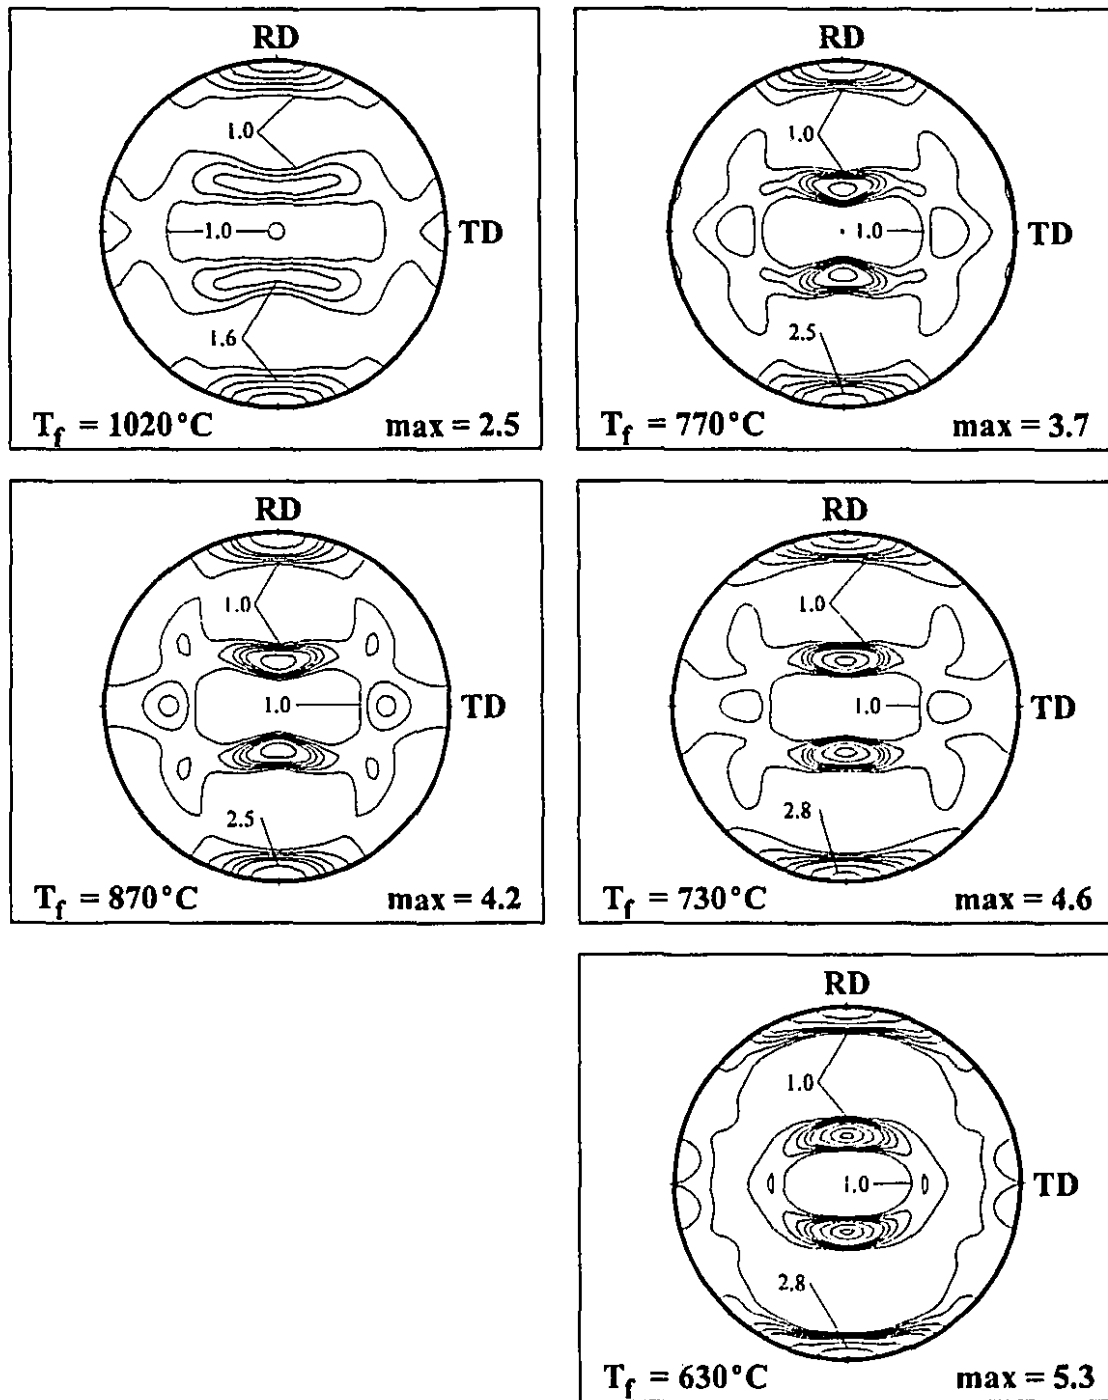 RD
1.0
1.0
TD
1.6
T_f = 1020°C max = 2.5
RD
1.0
1.0
TD
2.5
T_f = 770°C max = 3.7
RD
1.0
1.0
TD
2.5
T_f = 870°C max = 4.2
RD
1.0
1.0
TD
2.8
T_f = 730°C max = 4.6
RD
1.0
1.0
TD
2.8
T_f = 630°C max = 5.3